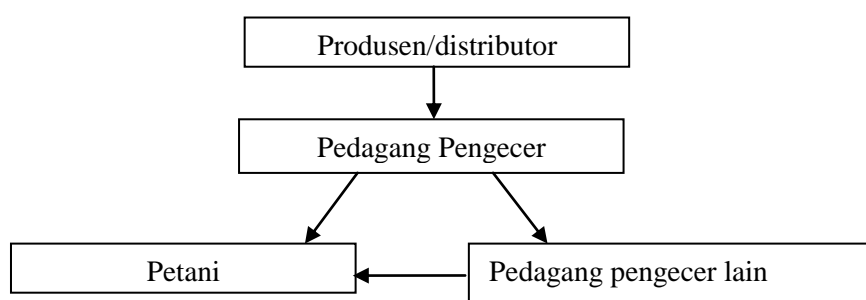 Produsen/distributor
Pedagang Pengecer
Petani
Pedagang pengecer lain